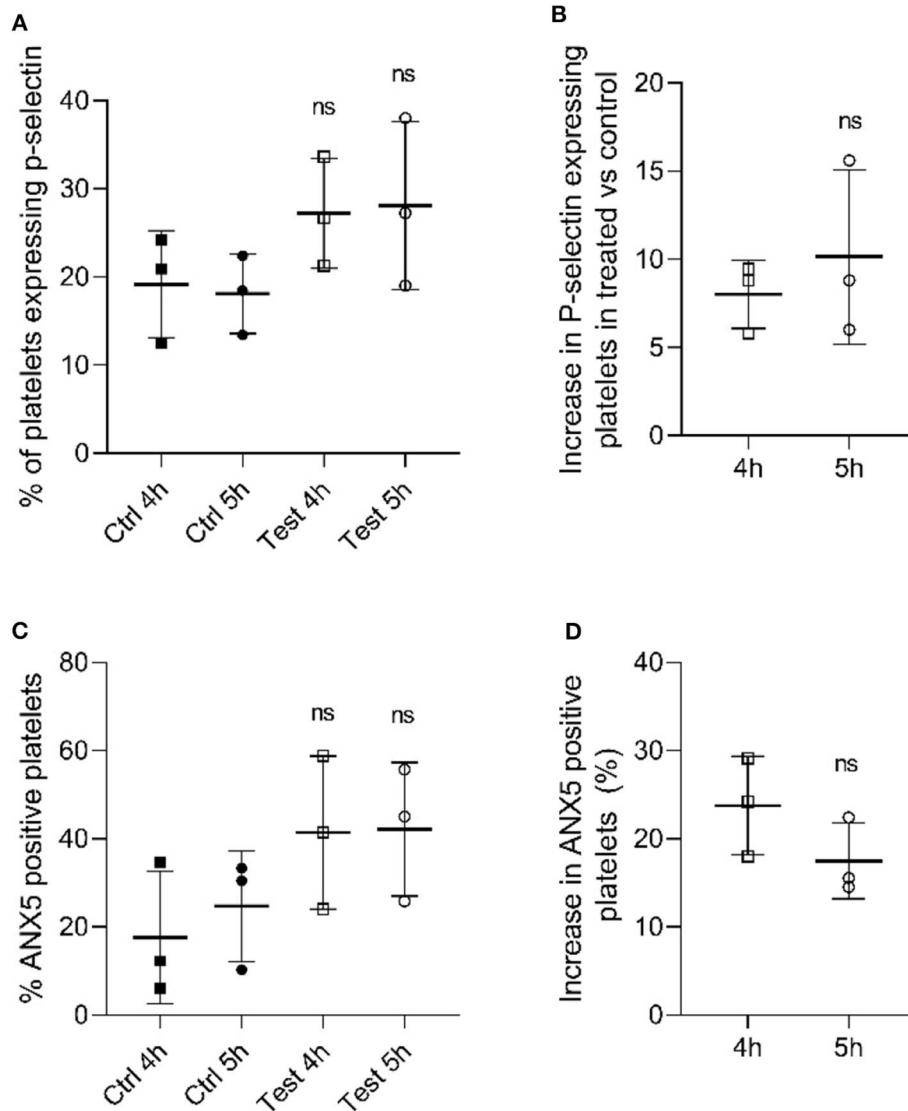 A
% of platelets expressing p-selectin
40
30
20
10
0
ns
ns
Ctrl 4h
Ctrl 5h
Test 4h
Test 5h
B
Increase in P-selectin expressing
platelets in treated vs control
20
15
10
5
0
ns
4h
5h
C
% ANX5 positive platelets
80
60
40
20
0
ns
ns
Ctrl 4h
Ctrl 5h
Test 4h
Test 5h
D
Increase in ANX5 positive
platelets (%)
40
30
20
10
0
ns
4h
5h